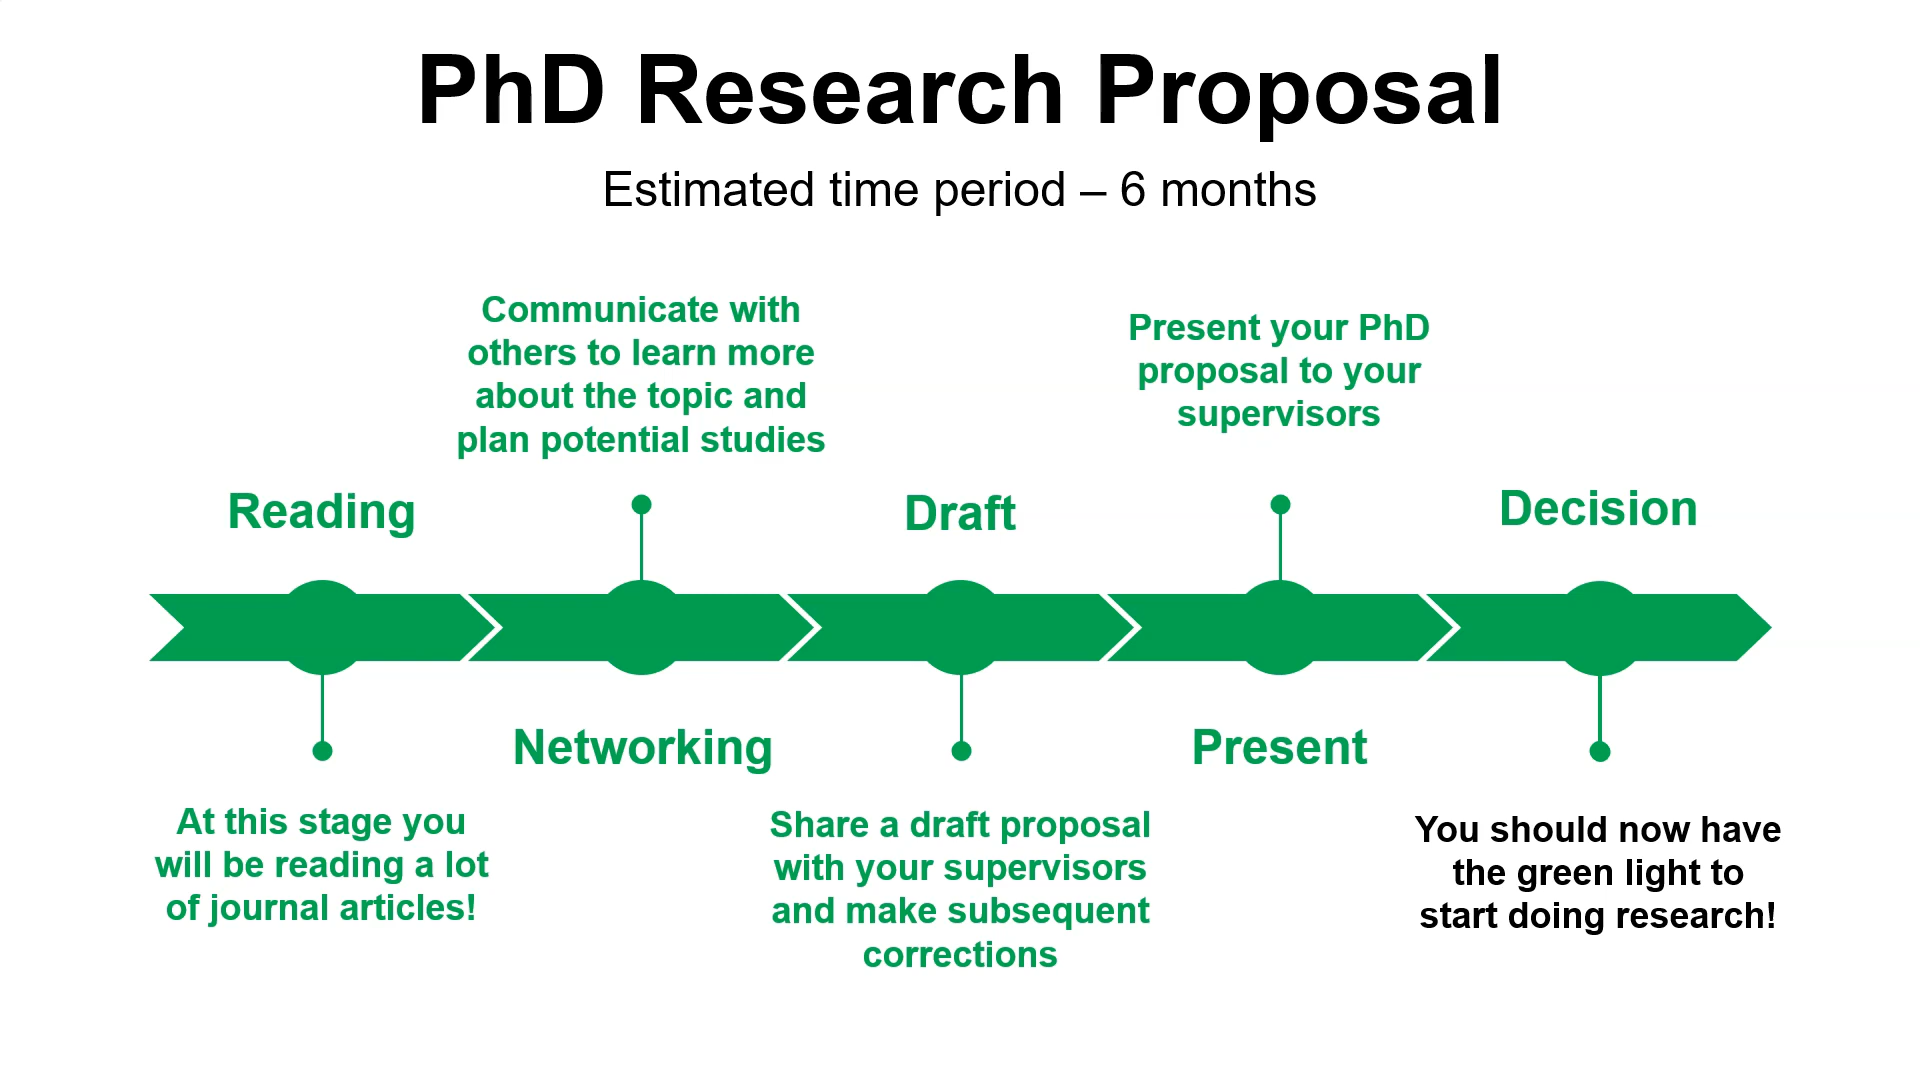 PhD Research Proposal
Estimated time period – 6 months
Reading
At this stage you
will be reading a lot
of journal articles!
Communicate with
others to learn more
about the topic and
plan potential studies
Networking
Draft
Share a draft proposal
with your supervisors
and make subsequent
corrections
Present your PhD
proposal to your
supervisors
Present
Decision
You should now have
the green light to
start doing research!